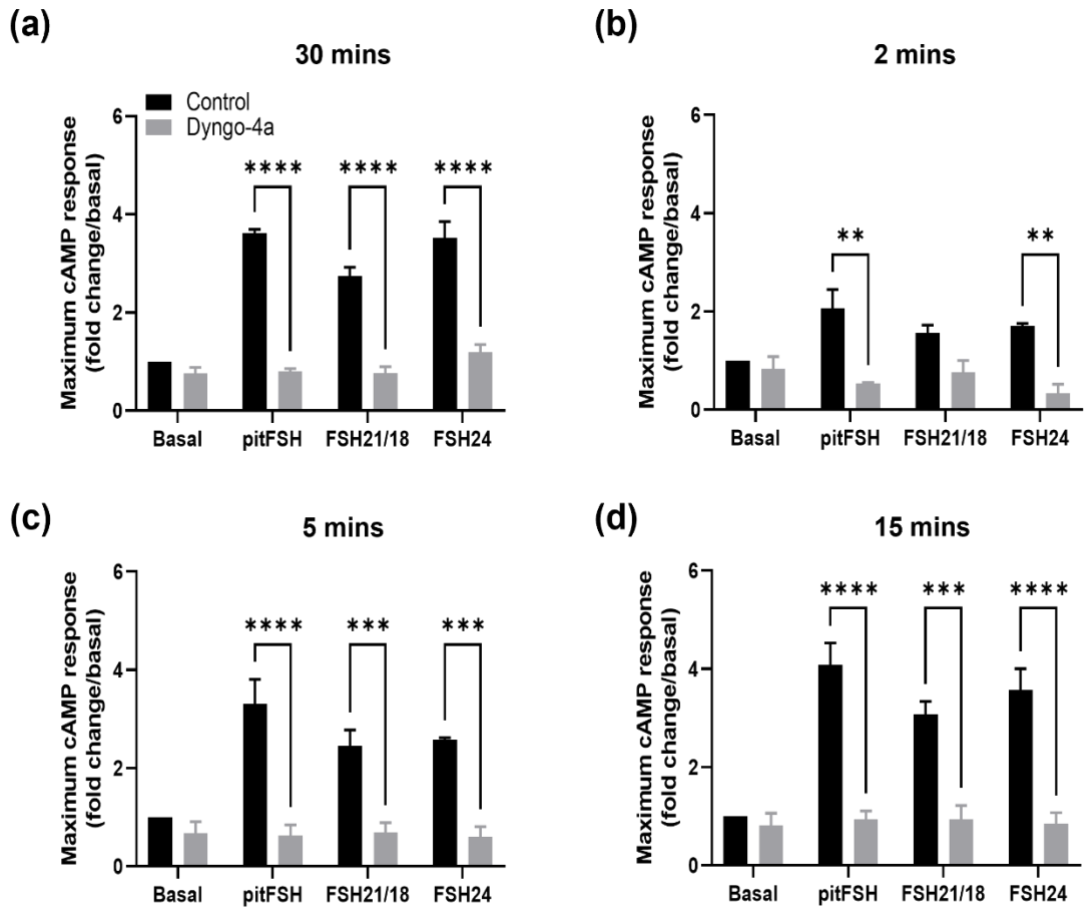 (a)
30 mins
Control
Dyngo-4a
Maximum cAMP response
(fold change/basal)
6
4
2
0
**** **** ****
Basal pitFSH FSH21/18 FSH24
(b)
2 mins
Maximum cAMP response
(fold change/basal)
6
4
2
0
** **
Basal pitFSH FSH21/18 FSH24
(c)
5 mins
Maximum cAMP response
(fold change/basal)
6
4
2
0
**** *** ***
Basal pitFSH FSH21/18 FSH24
(d)
15 mins
Maximum cAMP response
(fold change/basal)
6
4
2
0
**** *** ****
Basal pitFSH FSH21/18 FSH24